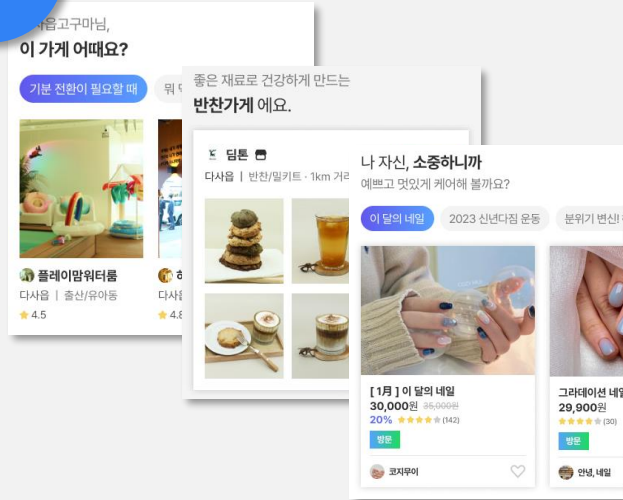 사읍고구마님,
이 가게 어때요?
기분 전환이 필요할 때
플레이맘워터룸
다사읍 | 출산/유아동
4.5
4.8
좋은 재료로 건강하게 만드는
반찬가게 에요.
딤톤
다사읍 | 반찬/밀키트 · 1km
나 자신, 소중하니까
예쁘고 멋있게 케어해 볼까요?
이 달의 네일 2023 신년다짐 운동 분위기 변신!
[ 1月 ] 이 달의 네일
30,000원 35,000원
20% (142)
방문
코지무이
그라데이션 네일
29,900원
(30)
방문
안녕, 네일